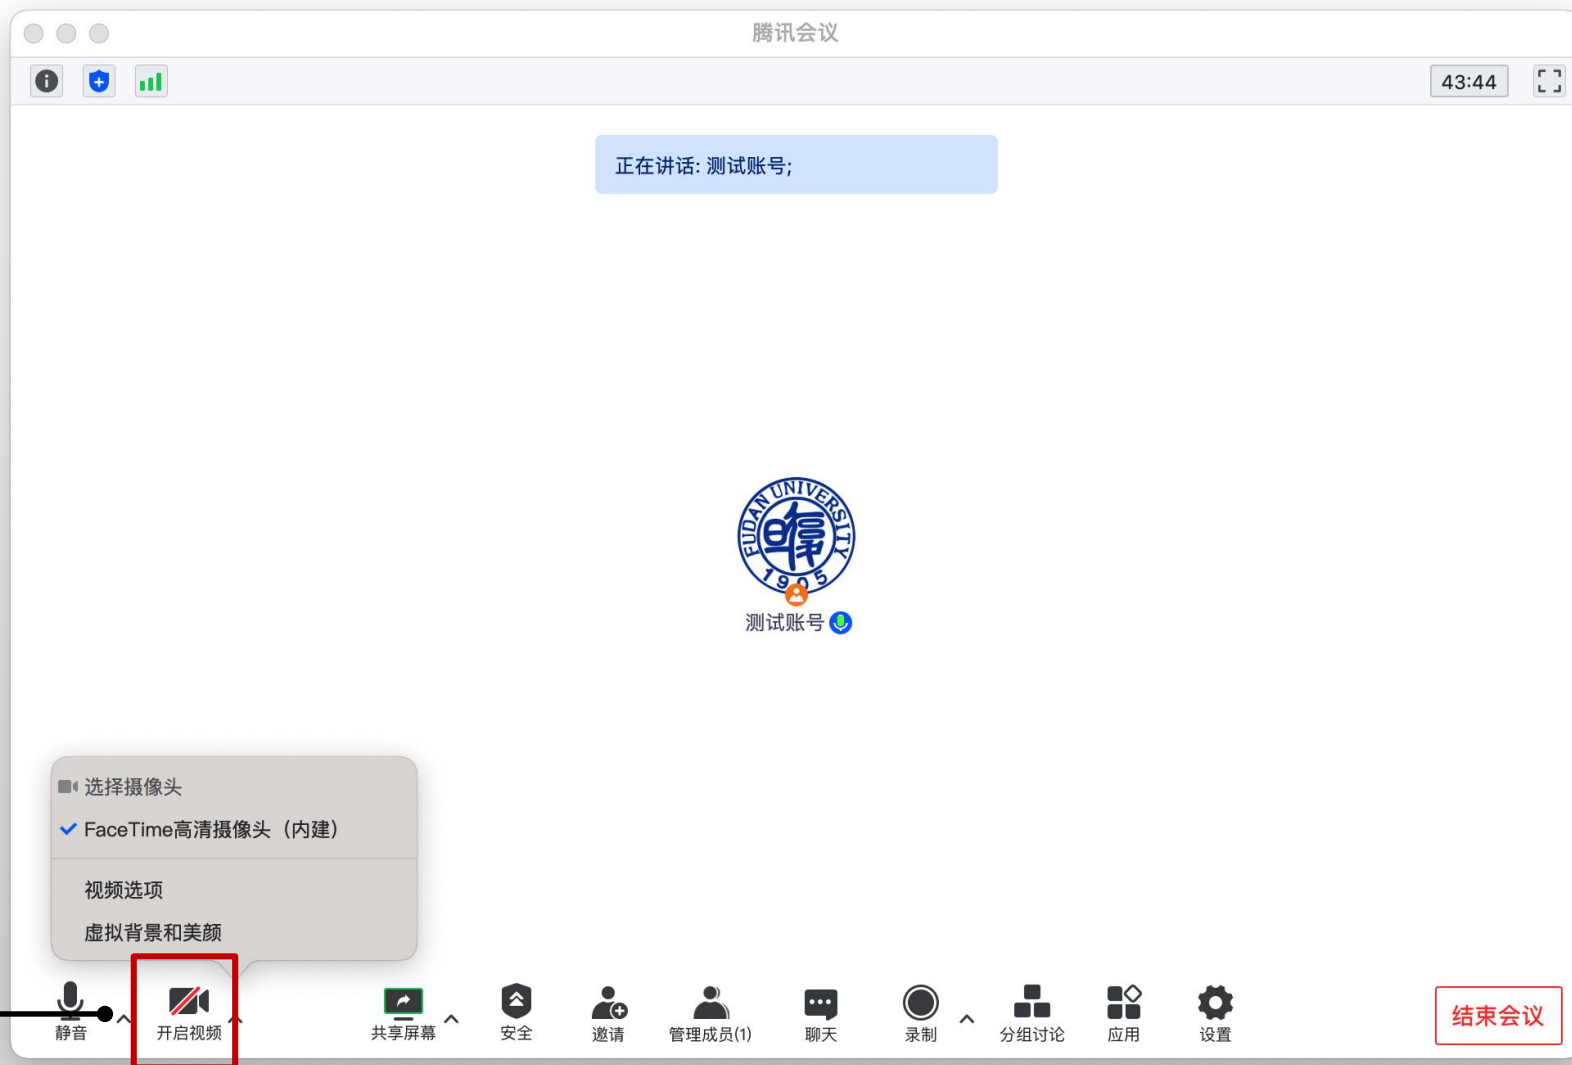 腾讯会议
43:44
正在讲话: 测试账号;
FUDAN UNIVERSITY
1905
测试账号
选择摄像头
FaceTime高清摄像头（内建）
视频选项
虚拟背景和美颜
静音
开启视频
共享屏幕
安全
邀请
管理成员(1)
聊天
录制
分组讨论
应用
设置
结束会议